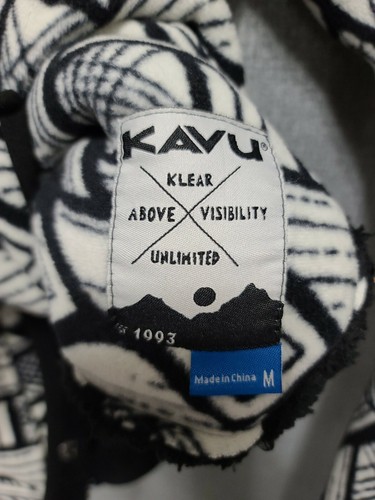 KAVU®
KLEAR
ABOVE VISIBILITY
UNLIMITED
1993
Made in China M